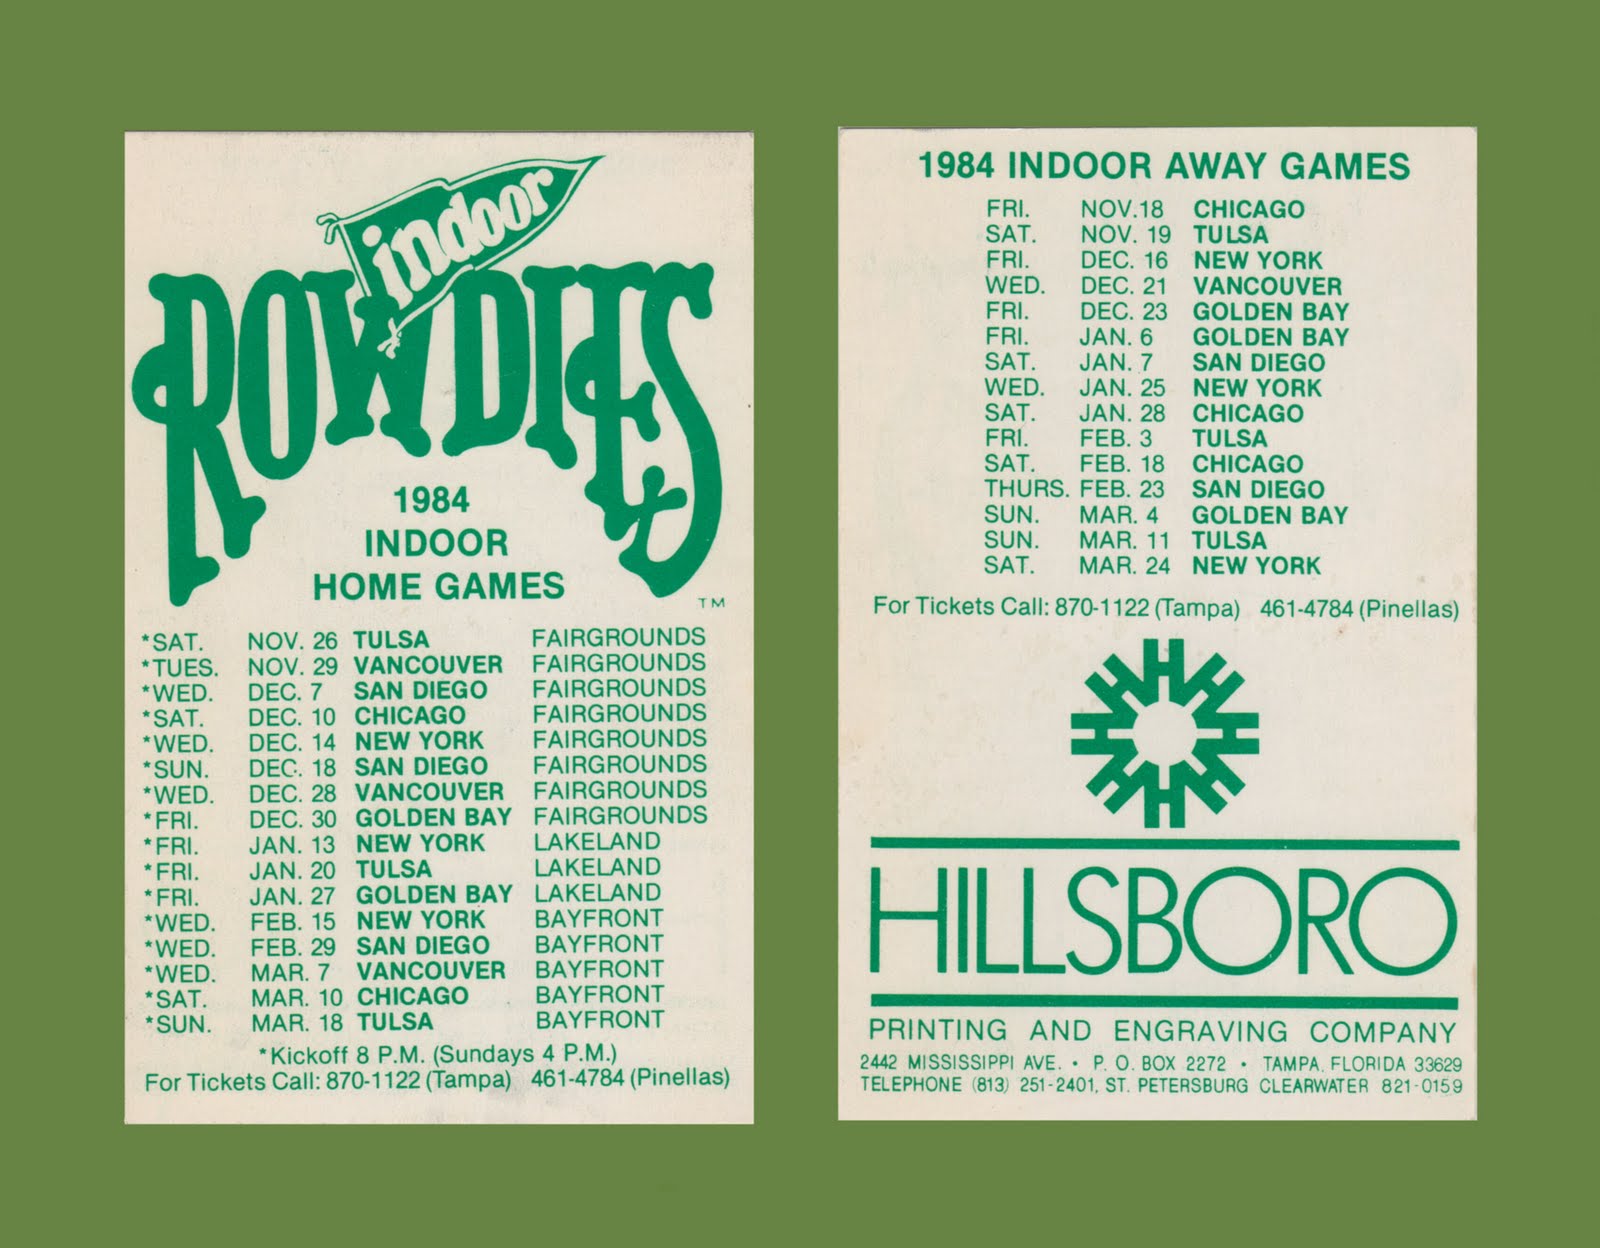 indoor
ROWDIES
TM
1984
INDOOR
HOME GAMES
*SAT. NOV. 26 TULSA FAIRGROUNDS
*TUES. NOV. 29 VANCOUVER FAIRGROUNDS
*WED. DEC. 7 SAN DIEGO FAIRGROUNDS
*SAT. DEC. 10 CHICAGO FAIRGROUNDS
*WED. DEC. 14 NEW YORK FAIRGROUNDS
*SUN. DEC. 18 SAN DIEGO FAIRGROUNDS
*WED. DEC. 28 VANCOUVER FAIRGROUNDS
*FRI. DEC. 30 GOLDEN BAY FAIRGROUNDS
*FRI. JAN. 13 NEW YORK LAKELAND
*FRI. JAN. 20 TULSA LAKELAND
*FRI. JAN. 27 GOLDEN BAY LAKELAND
*WED. FEB. 15 NEW YORK BAYFRONT
*WED. FEB. 29 SAN DIEGO BAYFRONT
*WED. MAR. 7 VANCOUVER BAYFRONT
*SAT. MAR. 10 CHICAGO BAYFRONT
*SUN. MAR. 18 TULSA BAYFRONT
*Kickoff 8 P.M. (Sundays 4 P.M.)
For Tickets Call: 870-1122 (Tampa) 461-4784 (Pinellas)
1984 INDOOR AWAY GAMES
FRI. NOV.18 CHICAGO
SAT. NOV. 19 TULSA
FRI. DEC. 16 NEW YORK
WED. DEC. 21 VANCOUVER
FRI. DEC. 23 GOLDEN BAY
FRI. JAN. 6 GOLDEN BAY
SAT. JAN. 7 SAN DIEGO
WED. JAN. 25 NEW YORK
SAT. JAN. 28 CHICAGO
FRI. FEB. 3 TULSA
SAT. FEB. 18 CHICAGO
THURS. FEB. 23 SAN DIEGO
SUN. MAR. 4 GOLDEN BAY
SUN. MAR. 11 TULSA
SAT. MAR. 24 NEW YORK
For Tickets Call: 870-1122 (Tampa) 461-4784 (Pinellas)
HILLSBORO
PRINTING AND ENGRAVING COMPANY
2442 MISSISSIPPI AVE. • P. O. BOX 2272 • TAMPA, FLORIDA 33629
TELEPHONE (813) 251-2401, ST. PETERSBURG CLEARWATER 821-0159